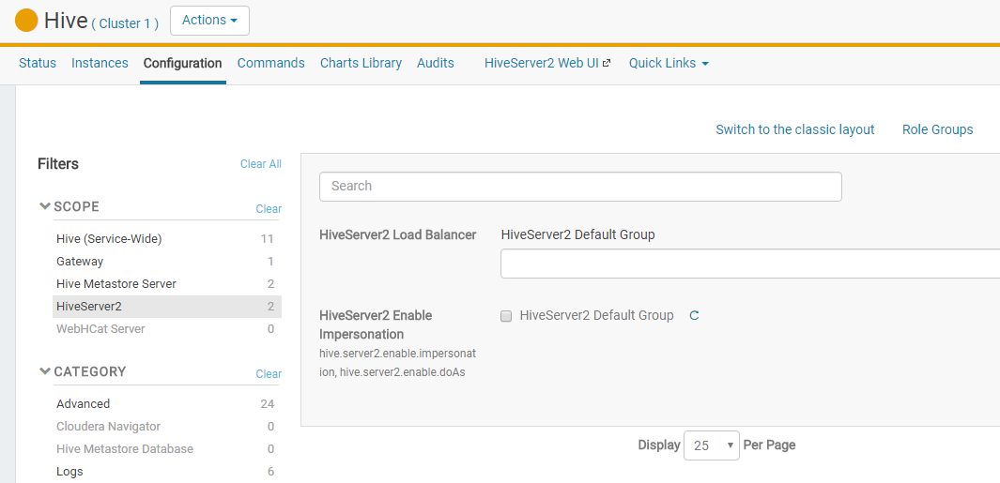 Hive ( Cluster 1 ) Actions
Status Instances Configuration Commands Charts Library Audits HiveServer2 Web UI Quick Links
Switch to the classic layout Role Groups
Filters Clear All
Search
SCOPE Clear
Hive (Service-Wide) 11
Gateway 1
Hive Metastore Server 2
HiveServer2 2
WebHCat Server 0
CATEGORY Clear
Advanced 24
Cloudera Navigator 0
Hive Metastore Database 0
Logs 6
HiveServer2 Load Balancer HiveServer2 Default Group
HiveServer2 Enable
Impersonation
hive.server2.enable.impersonat
ion, hive.server2.enable.doAs
HiveServer2 Default Group
Display 25 Per Page